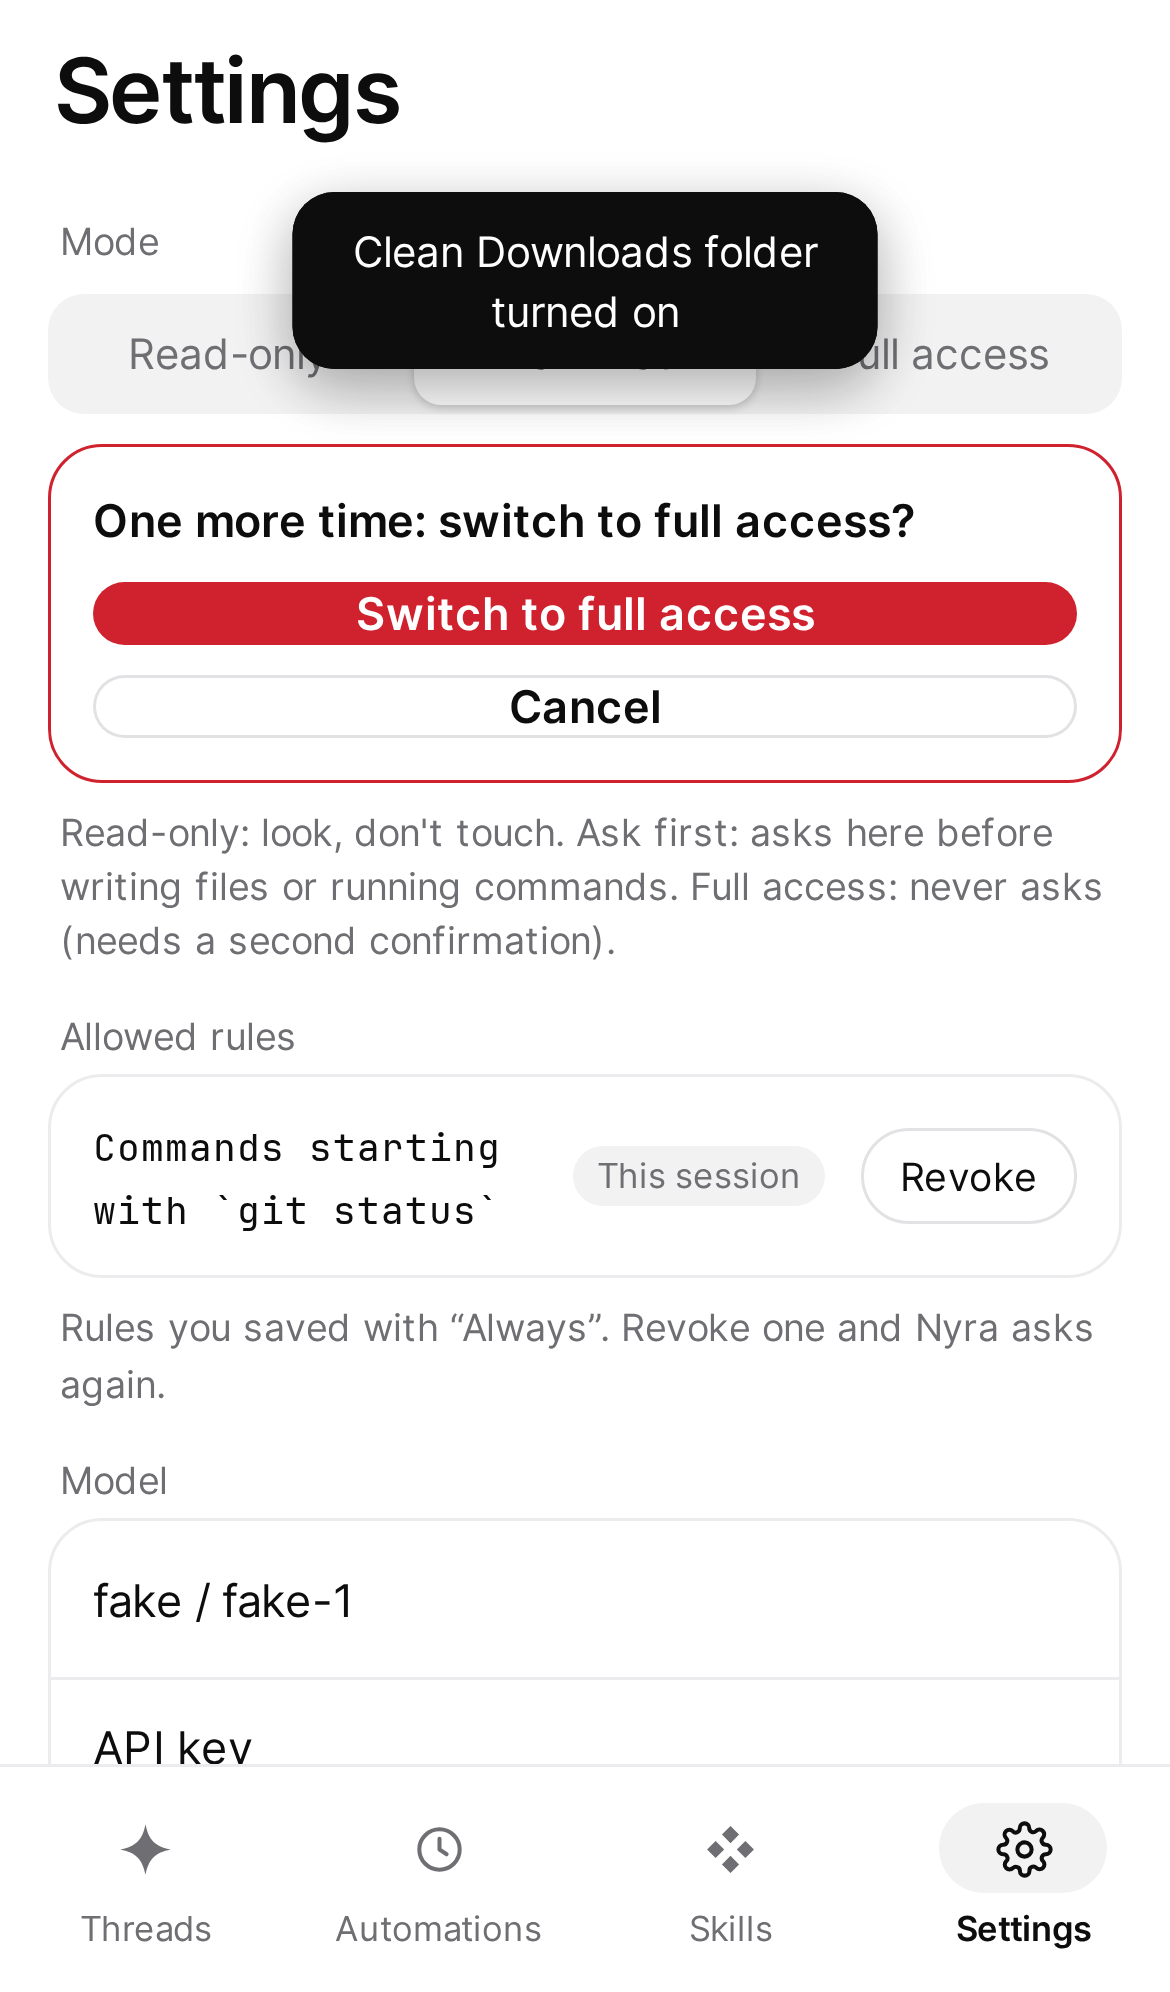 Settings
Mode
Clean Downloads folder
turned on
Read-only
ull access
One more time: switch to full access?
Switch to full access
Cancel
Read-only: look, don't touch. Ask first: asks here before
writing files or running commands. Full access: never asks
(needs a second confirmation).
Allowed rules
Commands starting
with `git status`
This session
Revoke
Rules you saved with “Always”. Revoke one and Nyra asks
again.
Model
fake / fake-1
API key
Threads
Automations
Skills
Settings